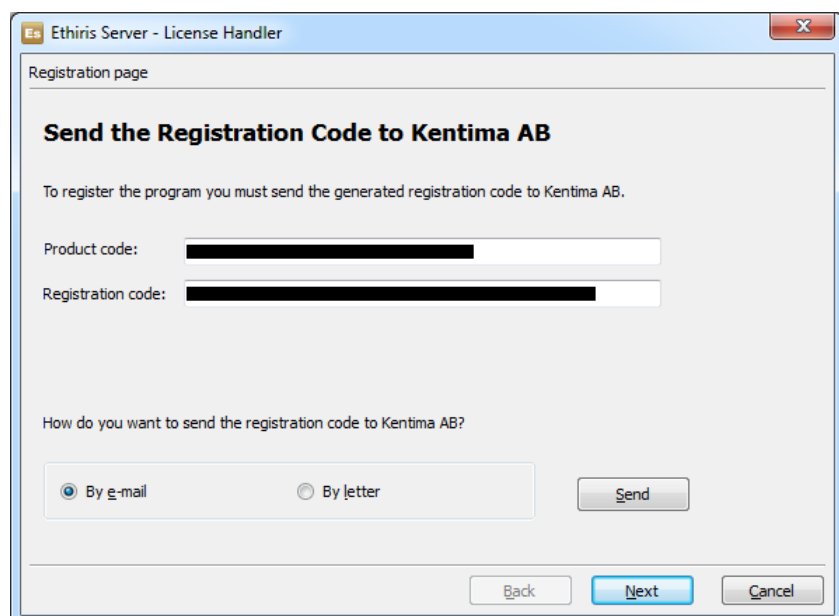 Es Ethiris Server - License Handler
X
Registration page
Send the Registration Code to Kentima AB
To register the program you must send the generated registration code to Kentima AB.
Product code:
Registration code:
How do you want to send the registration code to Kentima AB?
By e-mail By letter Send
Back Next Cancel